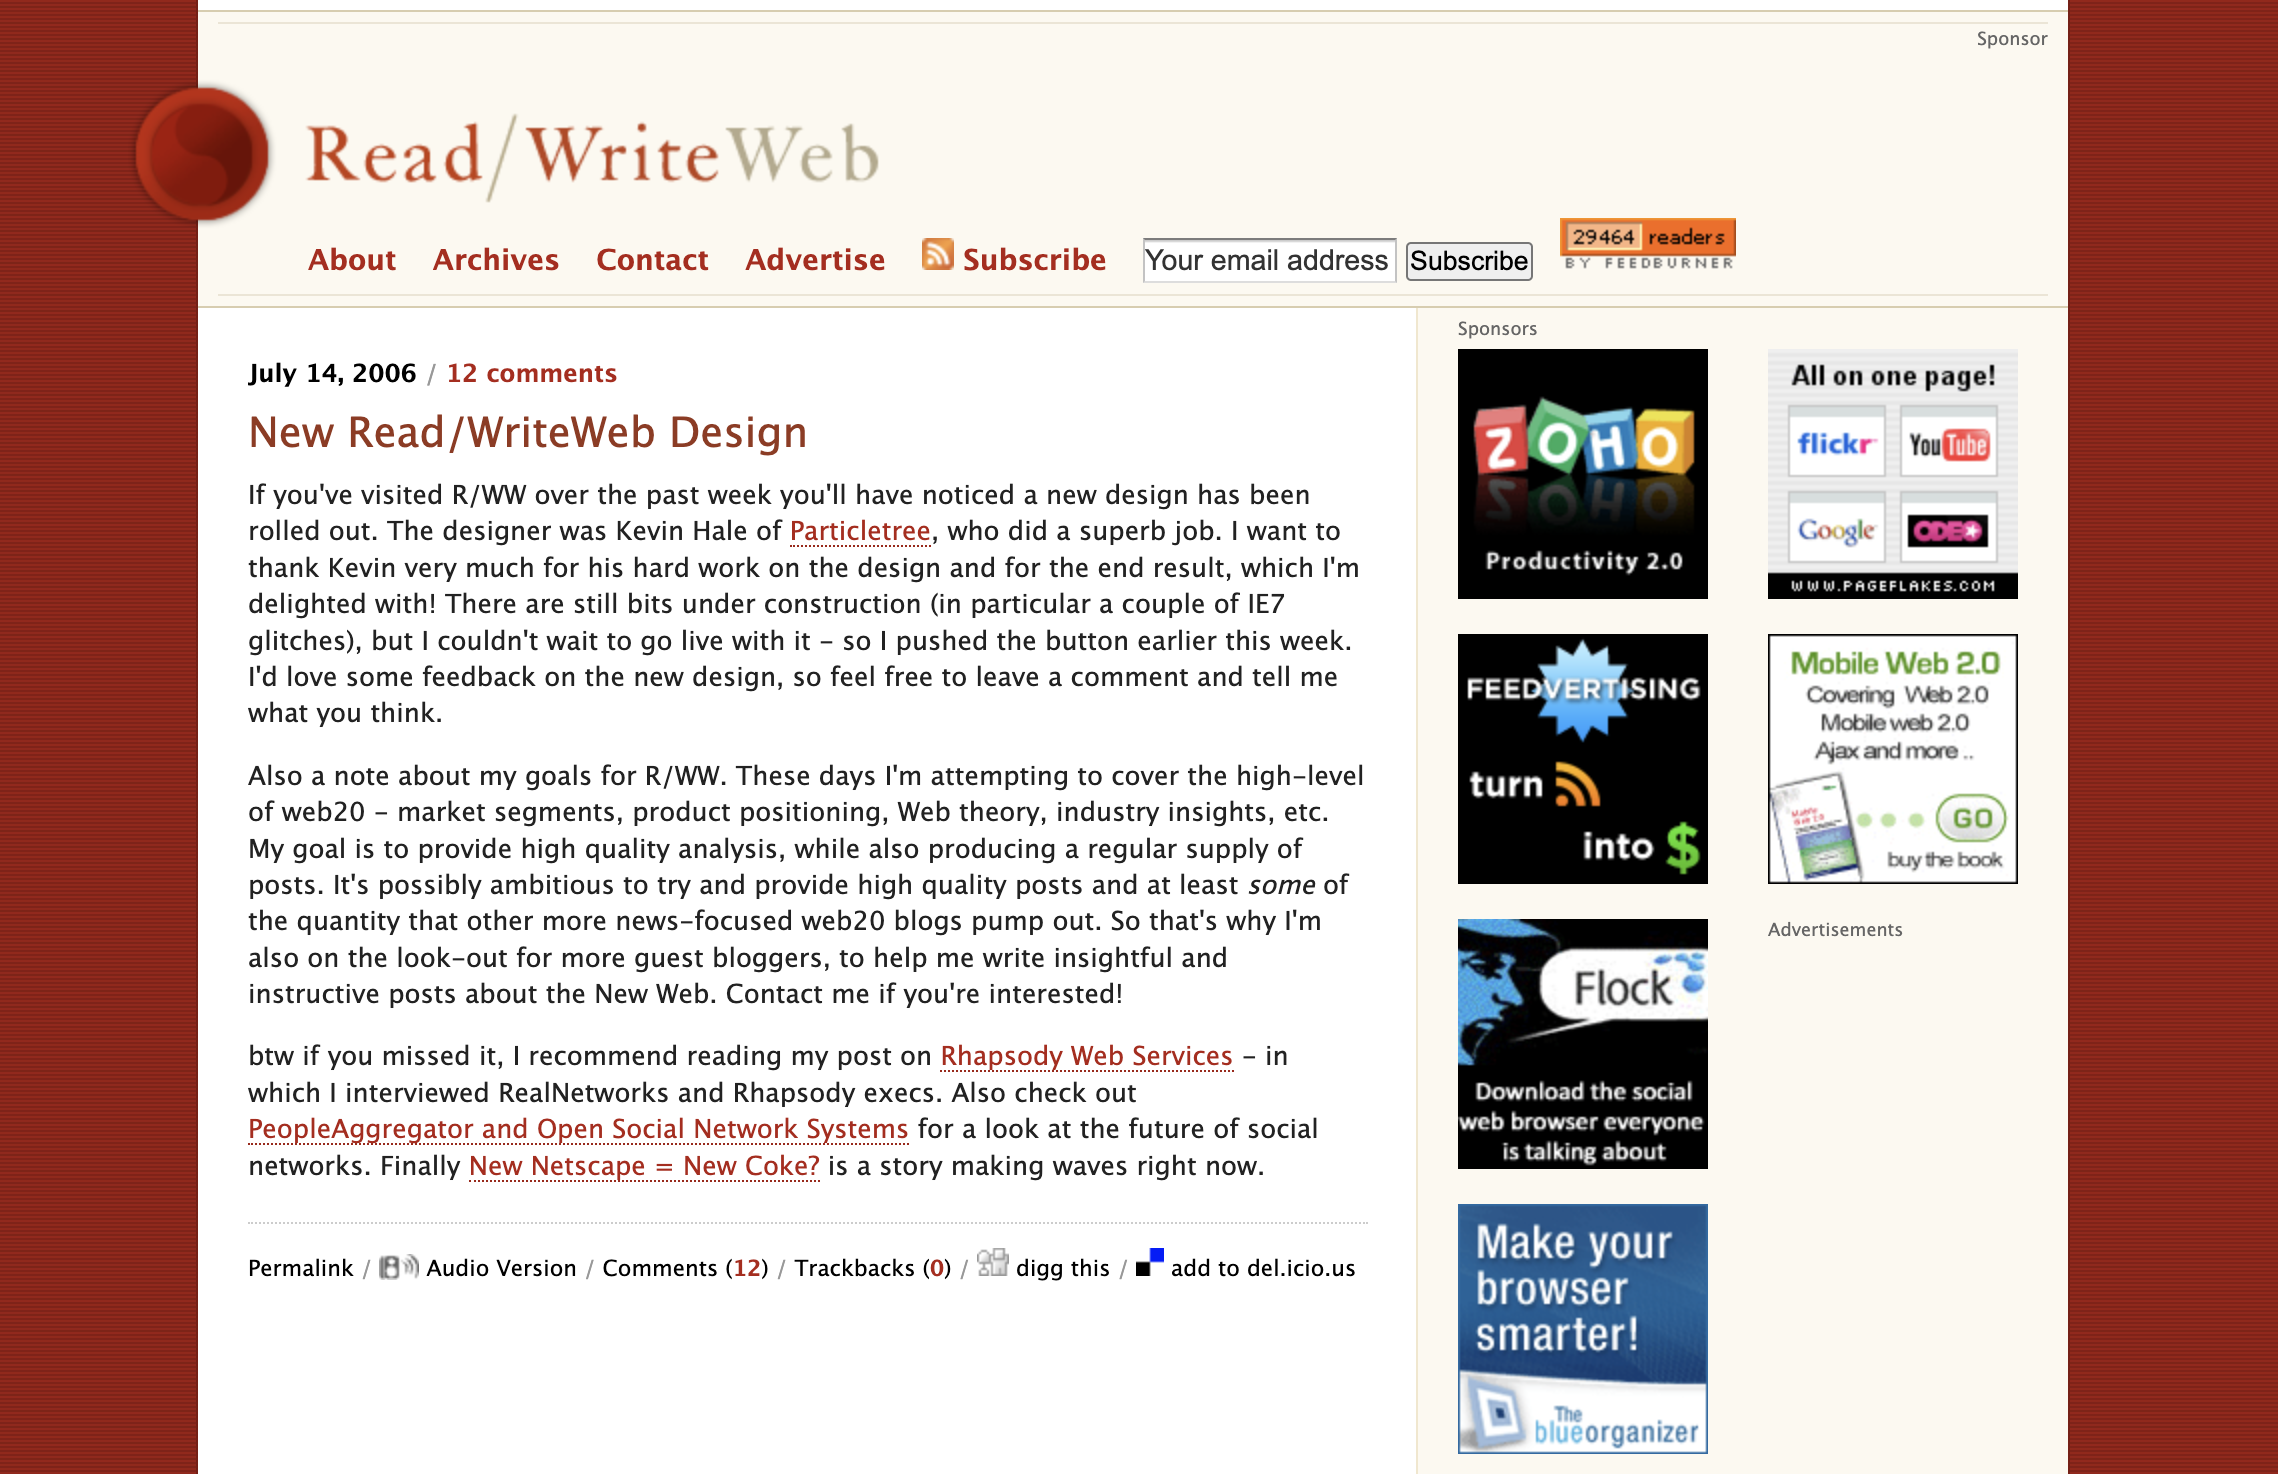 Sponsor
Read/WriteWeb
About Archives Contact Advertise Subscribe Your email address Subscribe 29464 readers
BY FEEDBURNER
July 14, 2006 / 12 comments
New Read/WriteWeb Design
If you've visited R/WW over the past week you'll have noticed a new design has been
rolled out. The designer was Kevin Hale of Particletree, who did a superb job. I want to
thank Kevin very much for his hard work on the design and for the end result, which I'm
delighted with! There are still bits under construction (in particular a couple of IE7
glitches), but I couldn't wait to go live with it - so I pushed the button earlier this week.
I'd love some feedback on the new design, so feel free to leave a comment and tell me
what you think.
Also a note about my goals for R/WW. These days I'm attempting to cover the high-level
of web20 - market segments, product positioning, Web theory, industry insights, etc.
My goal is to provide high quality analysis, while also producing a regular supply of
posts. It's possibly ambitious to try and provide high quality posts and at least some of
the quantity that other more news-focused web20 blogs pump out. So that's why I'm
also on the look-out for more guest bloggers, to help me write insightful and
instructive posts about the New Web. Contact me if you're interested!
btw if you missed it, I recommend reading my post on Rhapsody Web Services - in
which I interviewed RealNetworks and Rhapsody execs. Also check out
PeopleAggregator and Open Social Network Systems for a look at the future of social
networks. Finally New Netscape = New Coke? is a story making waves right now.
Permalink / Audio Version / Comments (12) / Trackbacks (0) / digg this / add to del.icio.us
Sponsors
ZOHO
Productivity 2.0
All on one page!
flickr YouTube
Google ODEO
WWW.PAGEFLAKES.COM
FEEDVERTISING
turn
into $
Mobile Web 2.0
Covering Web 2.0
Mobile web 2.0
Ajax and more ..
Mobile
Web 2.0
GO
buy the book
Flock
Download the social
web browser everyone
is talking about
Advertisements
Make your
browser
smarter!
The
blueorganizer